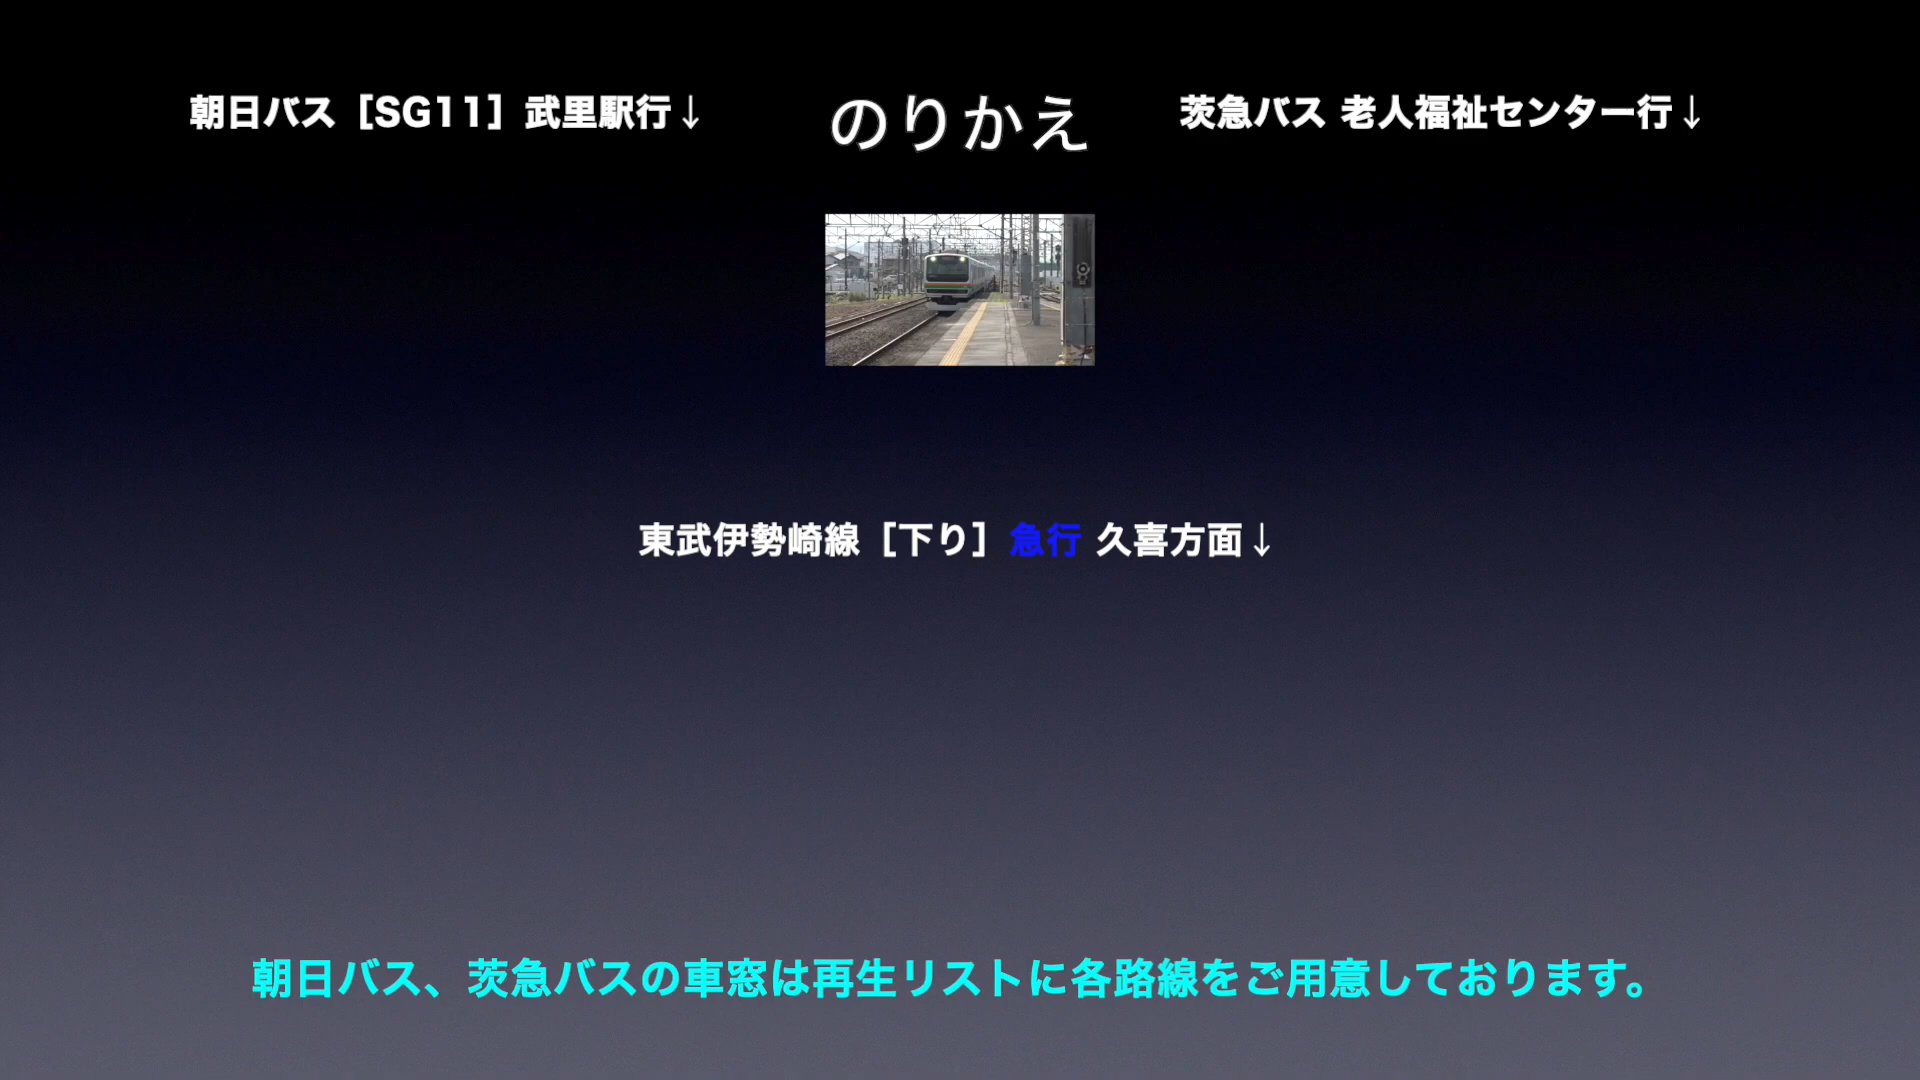 朝日バス［SG11］武里駅行↓
のりかえ
茨急バス 老人福祉センター行↓
東武伊勢崎線［下り］急行 久喜方面↓
朝日バス、茨急バスの車窓は再生リストに各路線をご用意しております。